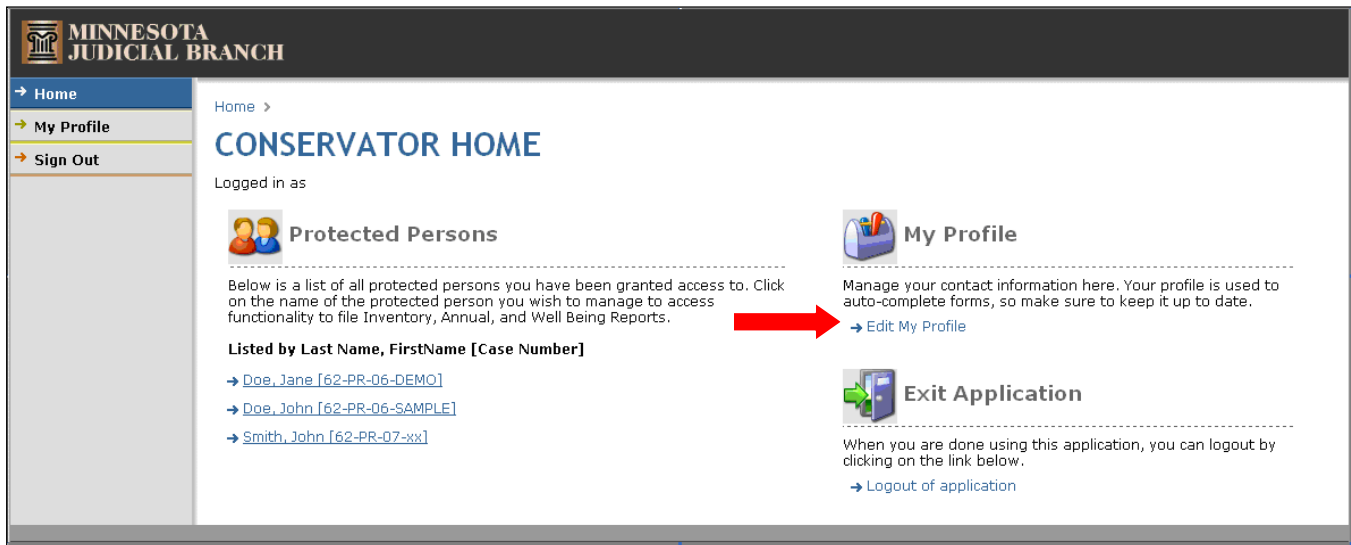 MINNESOTA
JUDICIAL BRANCH
Home
My Profile
Sign Out
Home >
CONSERVATOR HOME
Logged in as
Protected Persons
Below is a list of all protected persons you have been granted access to. Click
on the name of the protected person you wish to manage to access
functionality to file Inventory, Annual, and Well Being Reports.
Listed by Last Name, FirstName [Case Number]
Doe, Jane [62-PR-06-DEMO]
Doe, John [62-PR-06-SAMPLE]
Smith, John [62-PR-07-xx]
My Profile
Manage your contact information here. Your profile is used to
auto-complete forms, so make sure to keep it up to date.
Edit My Profile
Exit Application
When you are done using this application, you can logout by
clicking on the link below.
Logout of application